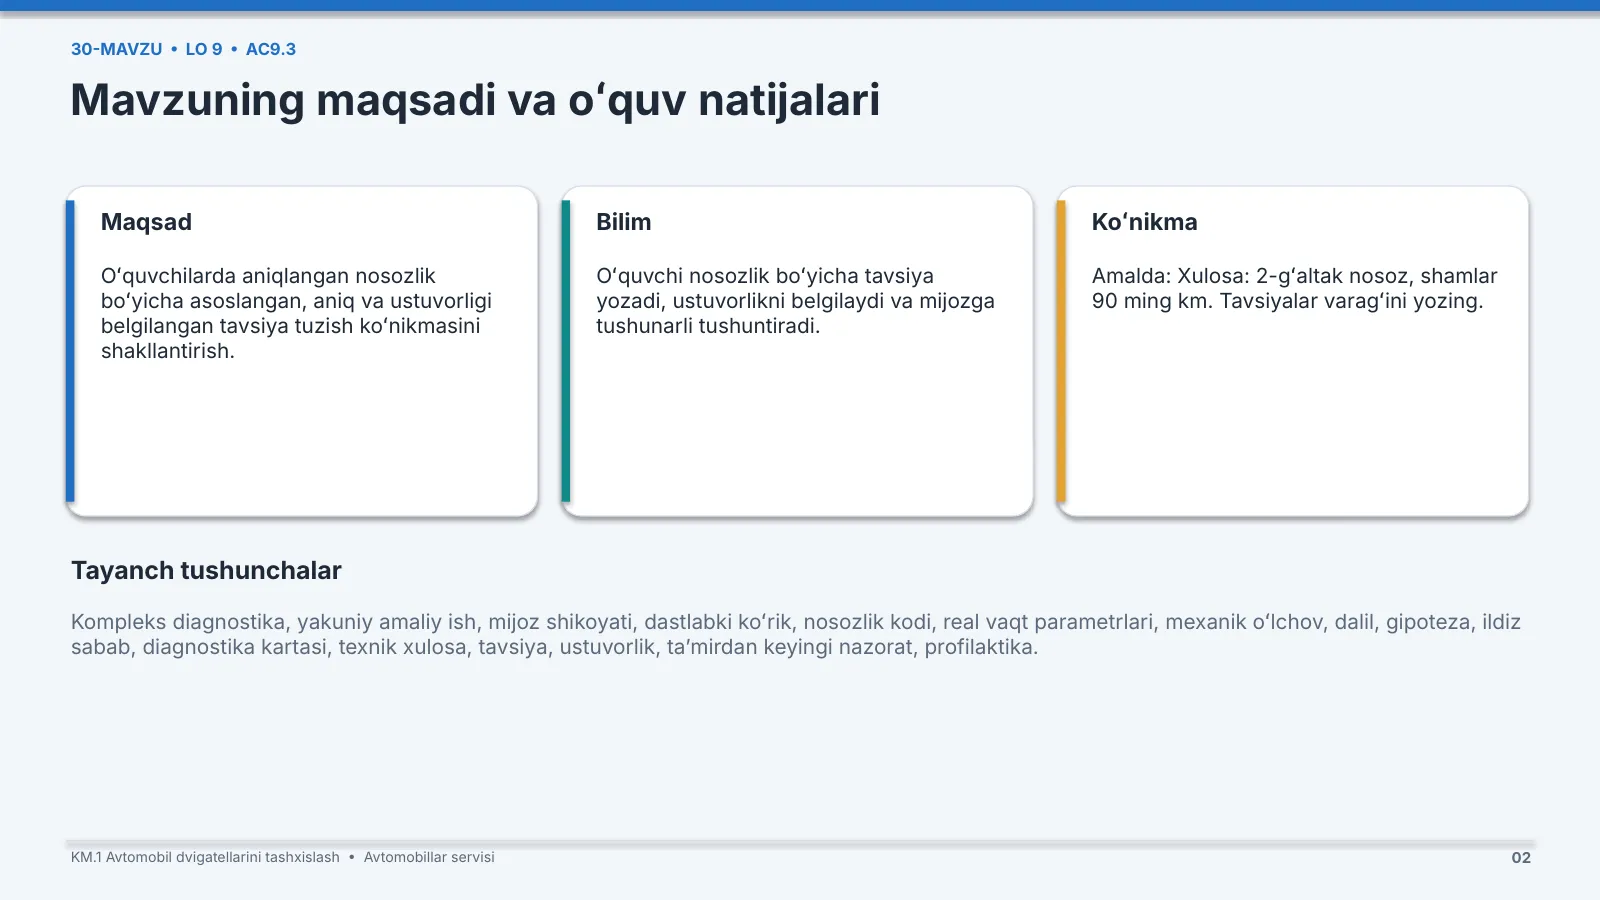 30-MAVZU • LO 9 • AC9.3
Mavzuning maqsadi va oʻquv natijalari
Maqsad
Oʻquvchilarda aniqlangan nosozlik
boʻyicha asoslangan, aniq va ustuvorligi
belgilangan tavsiya tuzish koʻnikmasini
shakllantirish.
Bilim
Oʻquvchi nosozlik boʻyicha tavsiya
yozadi, ustuvorlikni belgilaydi va mijozga
tushunarli tushuntiradi.
Koʻnikma
Amalda: Xulosa: 2-gʻaltak nosoz, shamlar
90 ming km. Tavsiyalar varagʻini yozing.
Tayanch tushunchalar
Kompleks diagnostika, yakuniy amaliy ish, mijoz shikoyati, dastlabki koʻrik, nosozlik kodi, real vaqt parametrlari, mexanik oʻlchov, dalil, gipoteza, ildiz
sabab, diagnostika kartasi, texnik xulosa, tavsiya, ustuvorlik, taʼmirdan keyingi nazorat, profilaktika.
KM.1 Avtomobil dvigatellarini tashxislash • Avtomobillar servisi
02